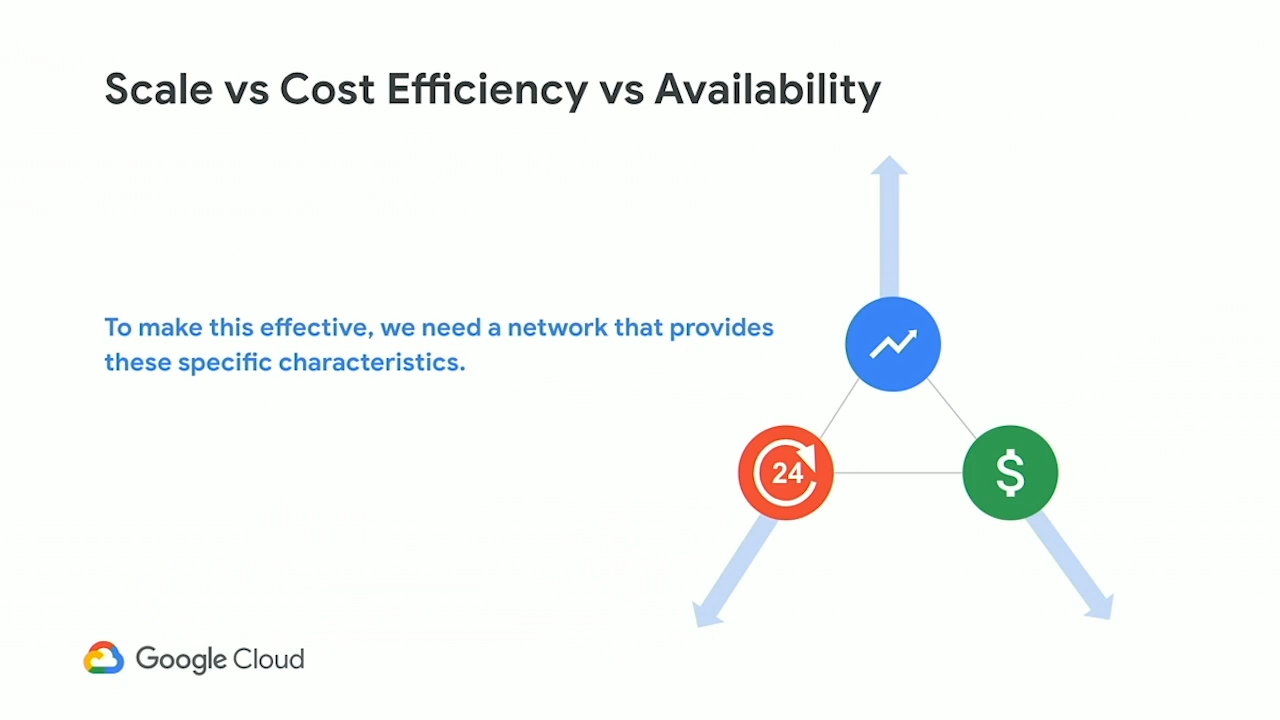 Scale vs Cost Efficiency vs Availability
To make this effective, we need a network that provides
these specific characteristics.
24
$
Google Cloud